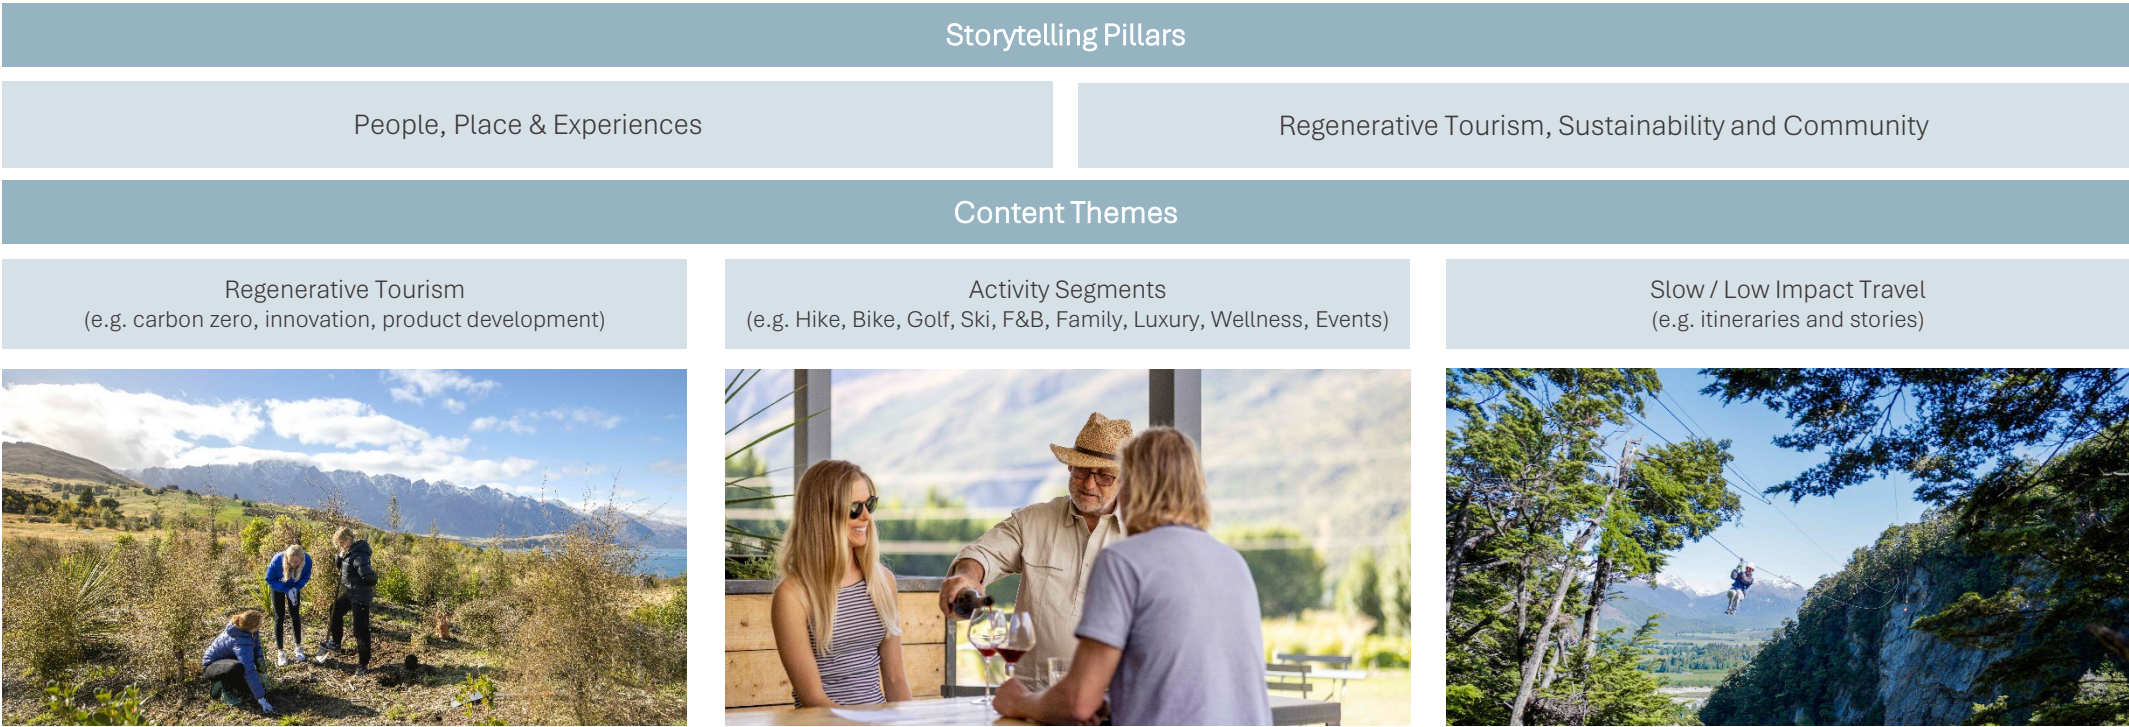 Storytelling Pillars
People, Place & Experiences
Regenerative Tourism, Sustainability and Community
Content Themes
Regenerative Tourism
(e.g. carbon zero, innovation, product development)
Activity Segments
(e.g. Hike, Bike, Golf, Ski, F&B, Family, Luxury, Wellness, Events)
Slow / Low Impact Travel
(e.g. itineraries and stories)